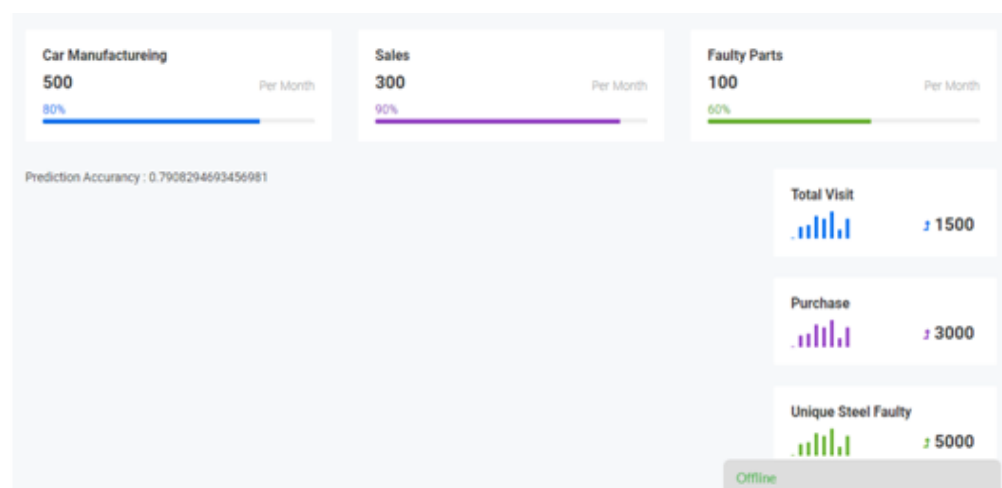 Car Manufactureing
500
Per Month
80%
Sales
300
Per Month
90%
Faulty Parts
100
Per Month
60%
Prediction Accurancy : 0.7908294693456981
Total Visit
1500
Purchase
3000
Unique Steel Faulty
5000
Offline